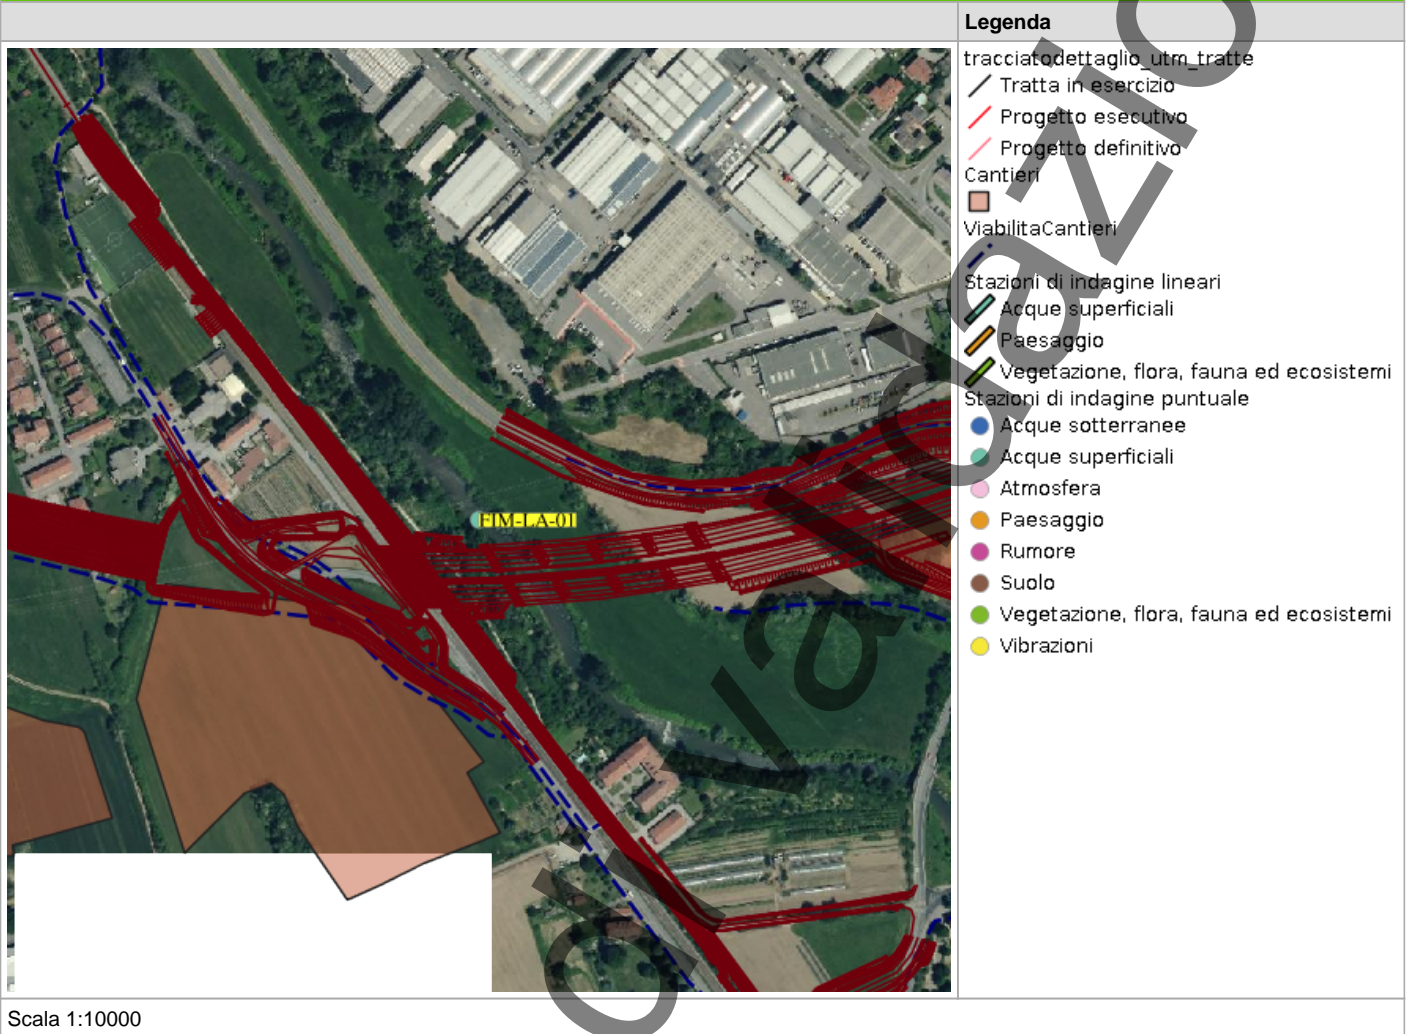 Legenda
tracciatodettaglio_utm_tratte
Tratta in esercizio
Progetto esecutivo
Progetto definitivo
Cantieri
ViabilitaCantieri
Stazioni di indagine lineari
Acque superficiali
Paesaggio
Vegetazione, flora, fauna ed ecosistemi
Stazioni di indagine puntuale
Acque sotterranee
Acque superficiali
Atmosfera
Paesaggio
Rumore
Suolo
Vegetazione, flora, fauna ed ecosistemi
Vibrazioni
FIM-LA-01
Scala 1:10000
di validazio